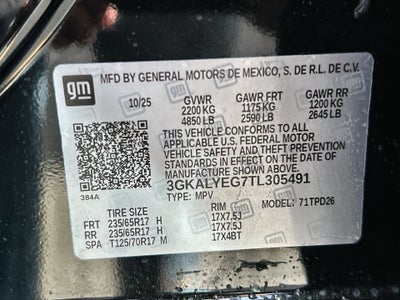 gm
MFD BY GENERAL MOTORS DE MEXICO, S. DE R.L. DE C.V.
10/25 GVWR GAWR FRT GAWR RR
2200 KG 1175 KG 1200 KG
4850 LB 2590 LB 2645 LB
THIS VEHICLE CONFORMS TO ALL
APPLICABLE U.S. FEDERAL MOTOR
VEHICLE SAFETY AND THEFT PREVENTION
STANDARDS IN EFFECT ON THE DATE OF
MANUFACTURE SHOWN ABOVE.
384A 3GKALYEG7TL305491
TYPE: MPV MODEL: 71TPD26
TIRE SIZE RIM
FRT 235/65R17 H 17X7.5J
RR 235/65R17 H 17X7.5J
SPA T125/70R17 M 17X4BT